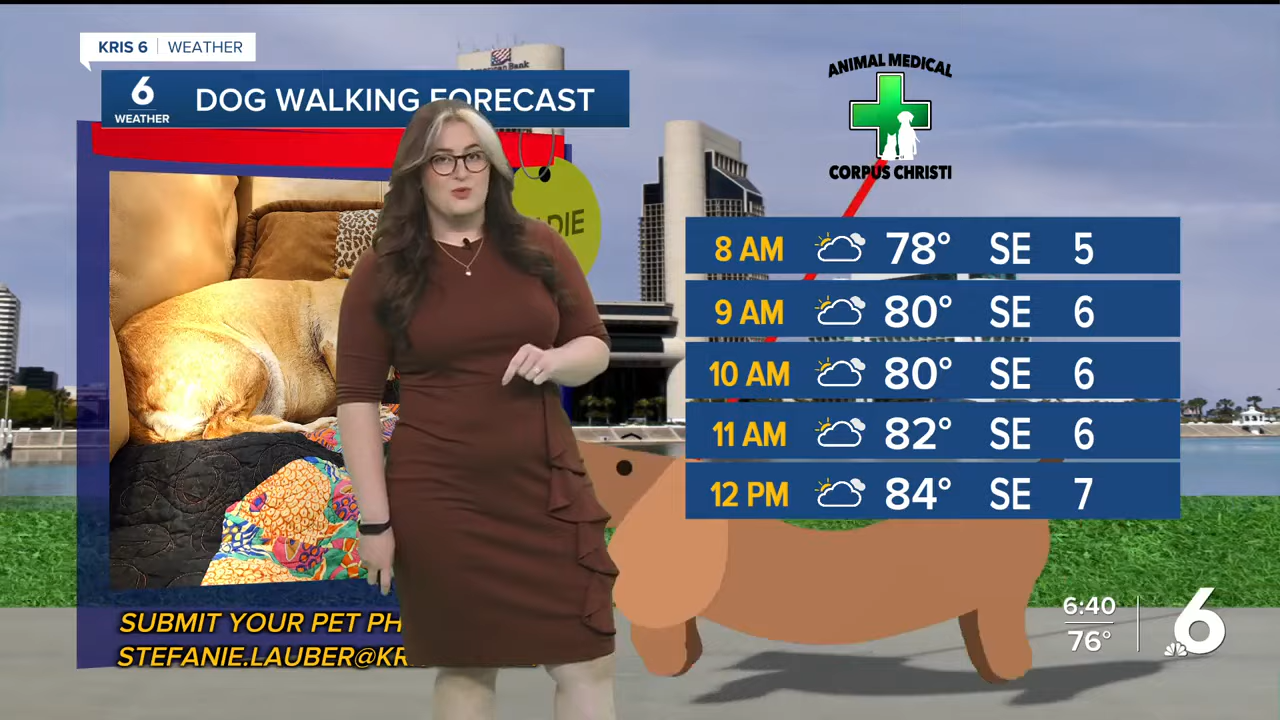 KRIS 6 WEATHER
6
WEATHER
DOG WALKING FORECAST
ANIMAL MEDICAL
CORPUS CHRISTI
8 AM 78° SE 5
9 AM 80° SE 6
10 AM 80° SE 6
11 AM 82° SE 6
12 PM 84° SE 7
SUBMIT YOUR PET
STEFANIE.LAUBER@KR
6:40
76°
6